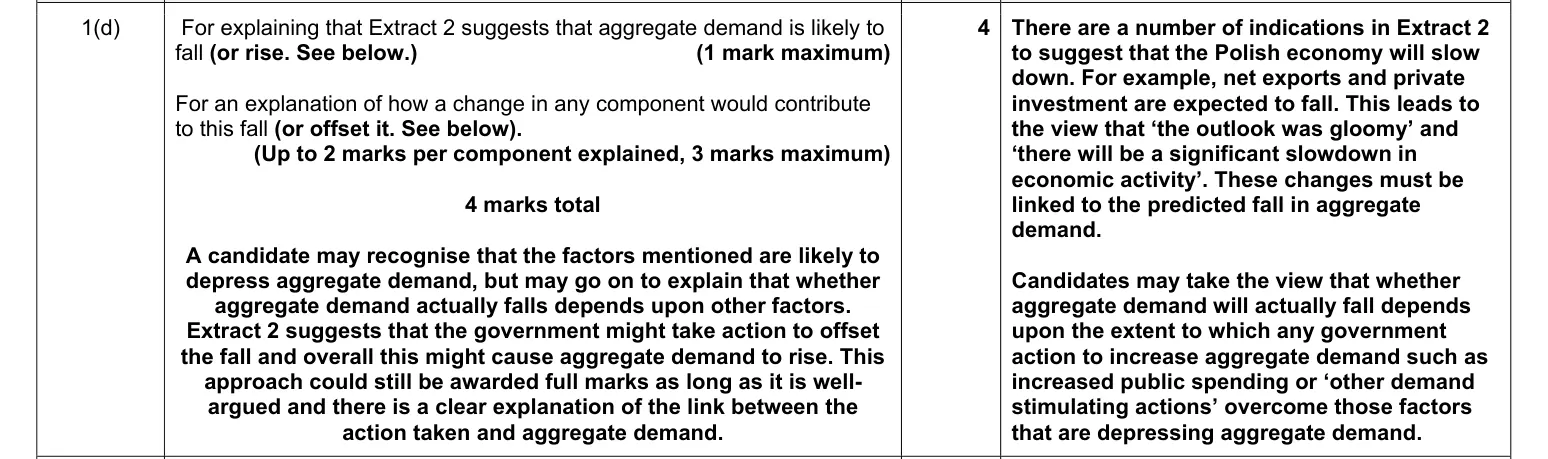 1(d)
For explaining that Extract 2 suggests that aggregate demand is likely to
fall (or rise. See below.) (1 mark maximum)
For an explanation of how a change in any component would contribute
to this fall (or offset it. See below).
(Up to 2 marks per component explained, 3 marks maximum)
4 marks total
A candidate may recognise that the factors mentioned are likely to
depress aggregate demand, but may go on to explain that whether
aggregate demand actually falls depends upon other factors.
Extract 2 suggests that the government might take action to offset
the fall and overall this might cause aggregate demand to rise. This
approach could still be awarded full marks as long as it is well-
argued and there is a clear explanation of the link between the
action taken and aggregate demand.
4
There are a number of indications in Extract 2
to suggest that the Polish economy will slow
down. For example, net exports and private
investment are expected to fall. This leads to
the view that ‘the outlook was gloomy’ and
‘there will be a significant slowdown in
economic activity’. These changes must be
linked to the predicted fall in aggregate
demand.
Candidates may take the view that whether
aggregate demand will actually fall depends
upon the extent to which any government
action to increase aggregate demand such as
increased public spending or ‘other demand
stimulating actions’ overcome those factors
that are depressing aggregate demand.